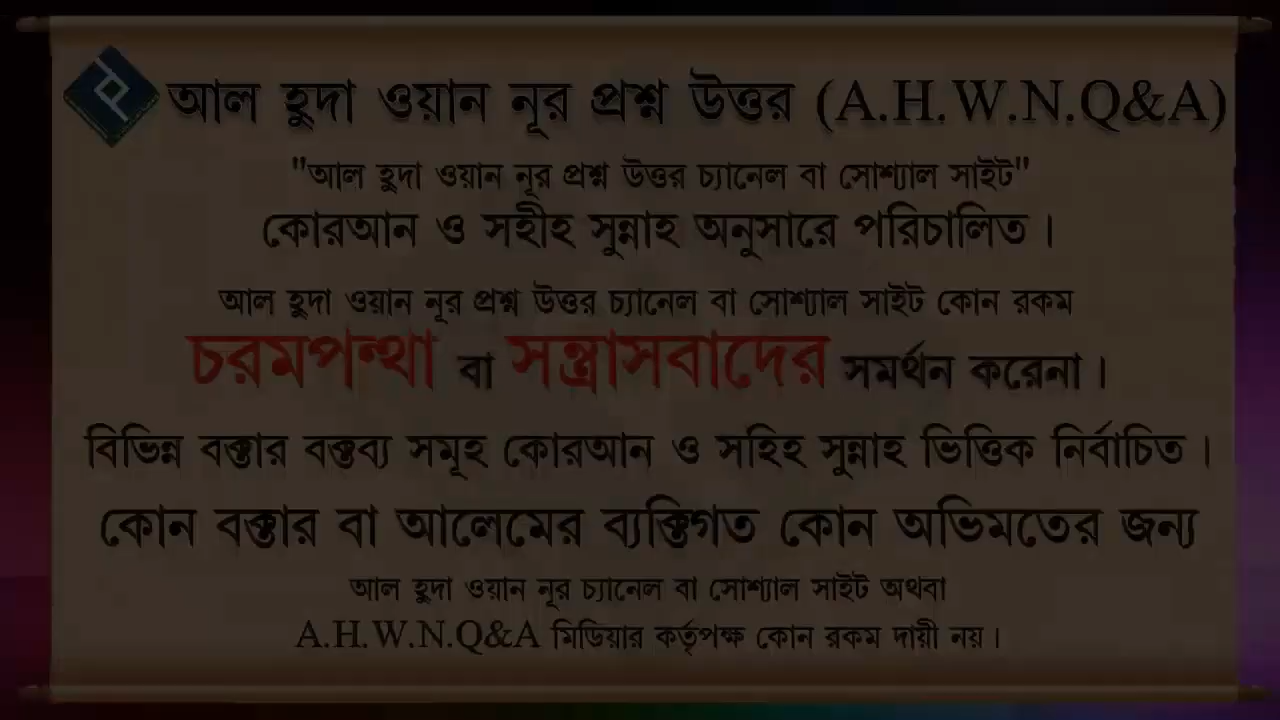 আল হুদা ওয়ান নূর প্রশ্ন উত্তর (A.H.W.N.Q&A)
"আল হুদা ওয়ান নূর প্রশ্ন উত্তর চ্যানেল বা সোশ্যাল সাইট"
কোরআন ও সহীহ সুন্নাহ অনুসারে পরিচালিত ।
আল হুদা ওয়ান নূর প্রশ্ন উত্তর চ্যানেল বা সোশ্যাল সাইট কোন রকম
চরমপন্থা বা সন্ত্রাসবাদের সমর্থন করেনা ।
বিভিন্ন বক্তার বক্তব্য সমূহ কোরআন ও সহিহ সুন্নাহ ভিত্তিক নির্বাচিত ।
কোন বক্তার বা আলেমের ব্যক্তিগত কোন অভিমতের জন্য
আল হুদা ওয়ান নূর চ্যানেল বা সোশ্যাল সাইট অথবা
A.H.W.N.Q&A মিডিয়ার কর্তৃপক্ষ কোন রকম দায়ী নয় ।